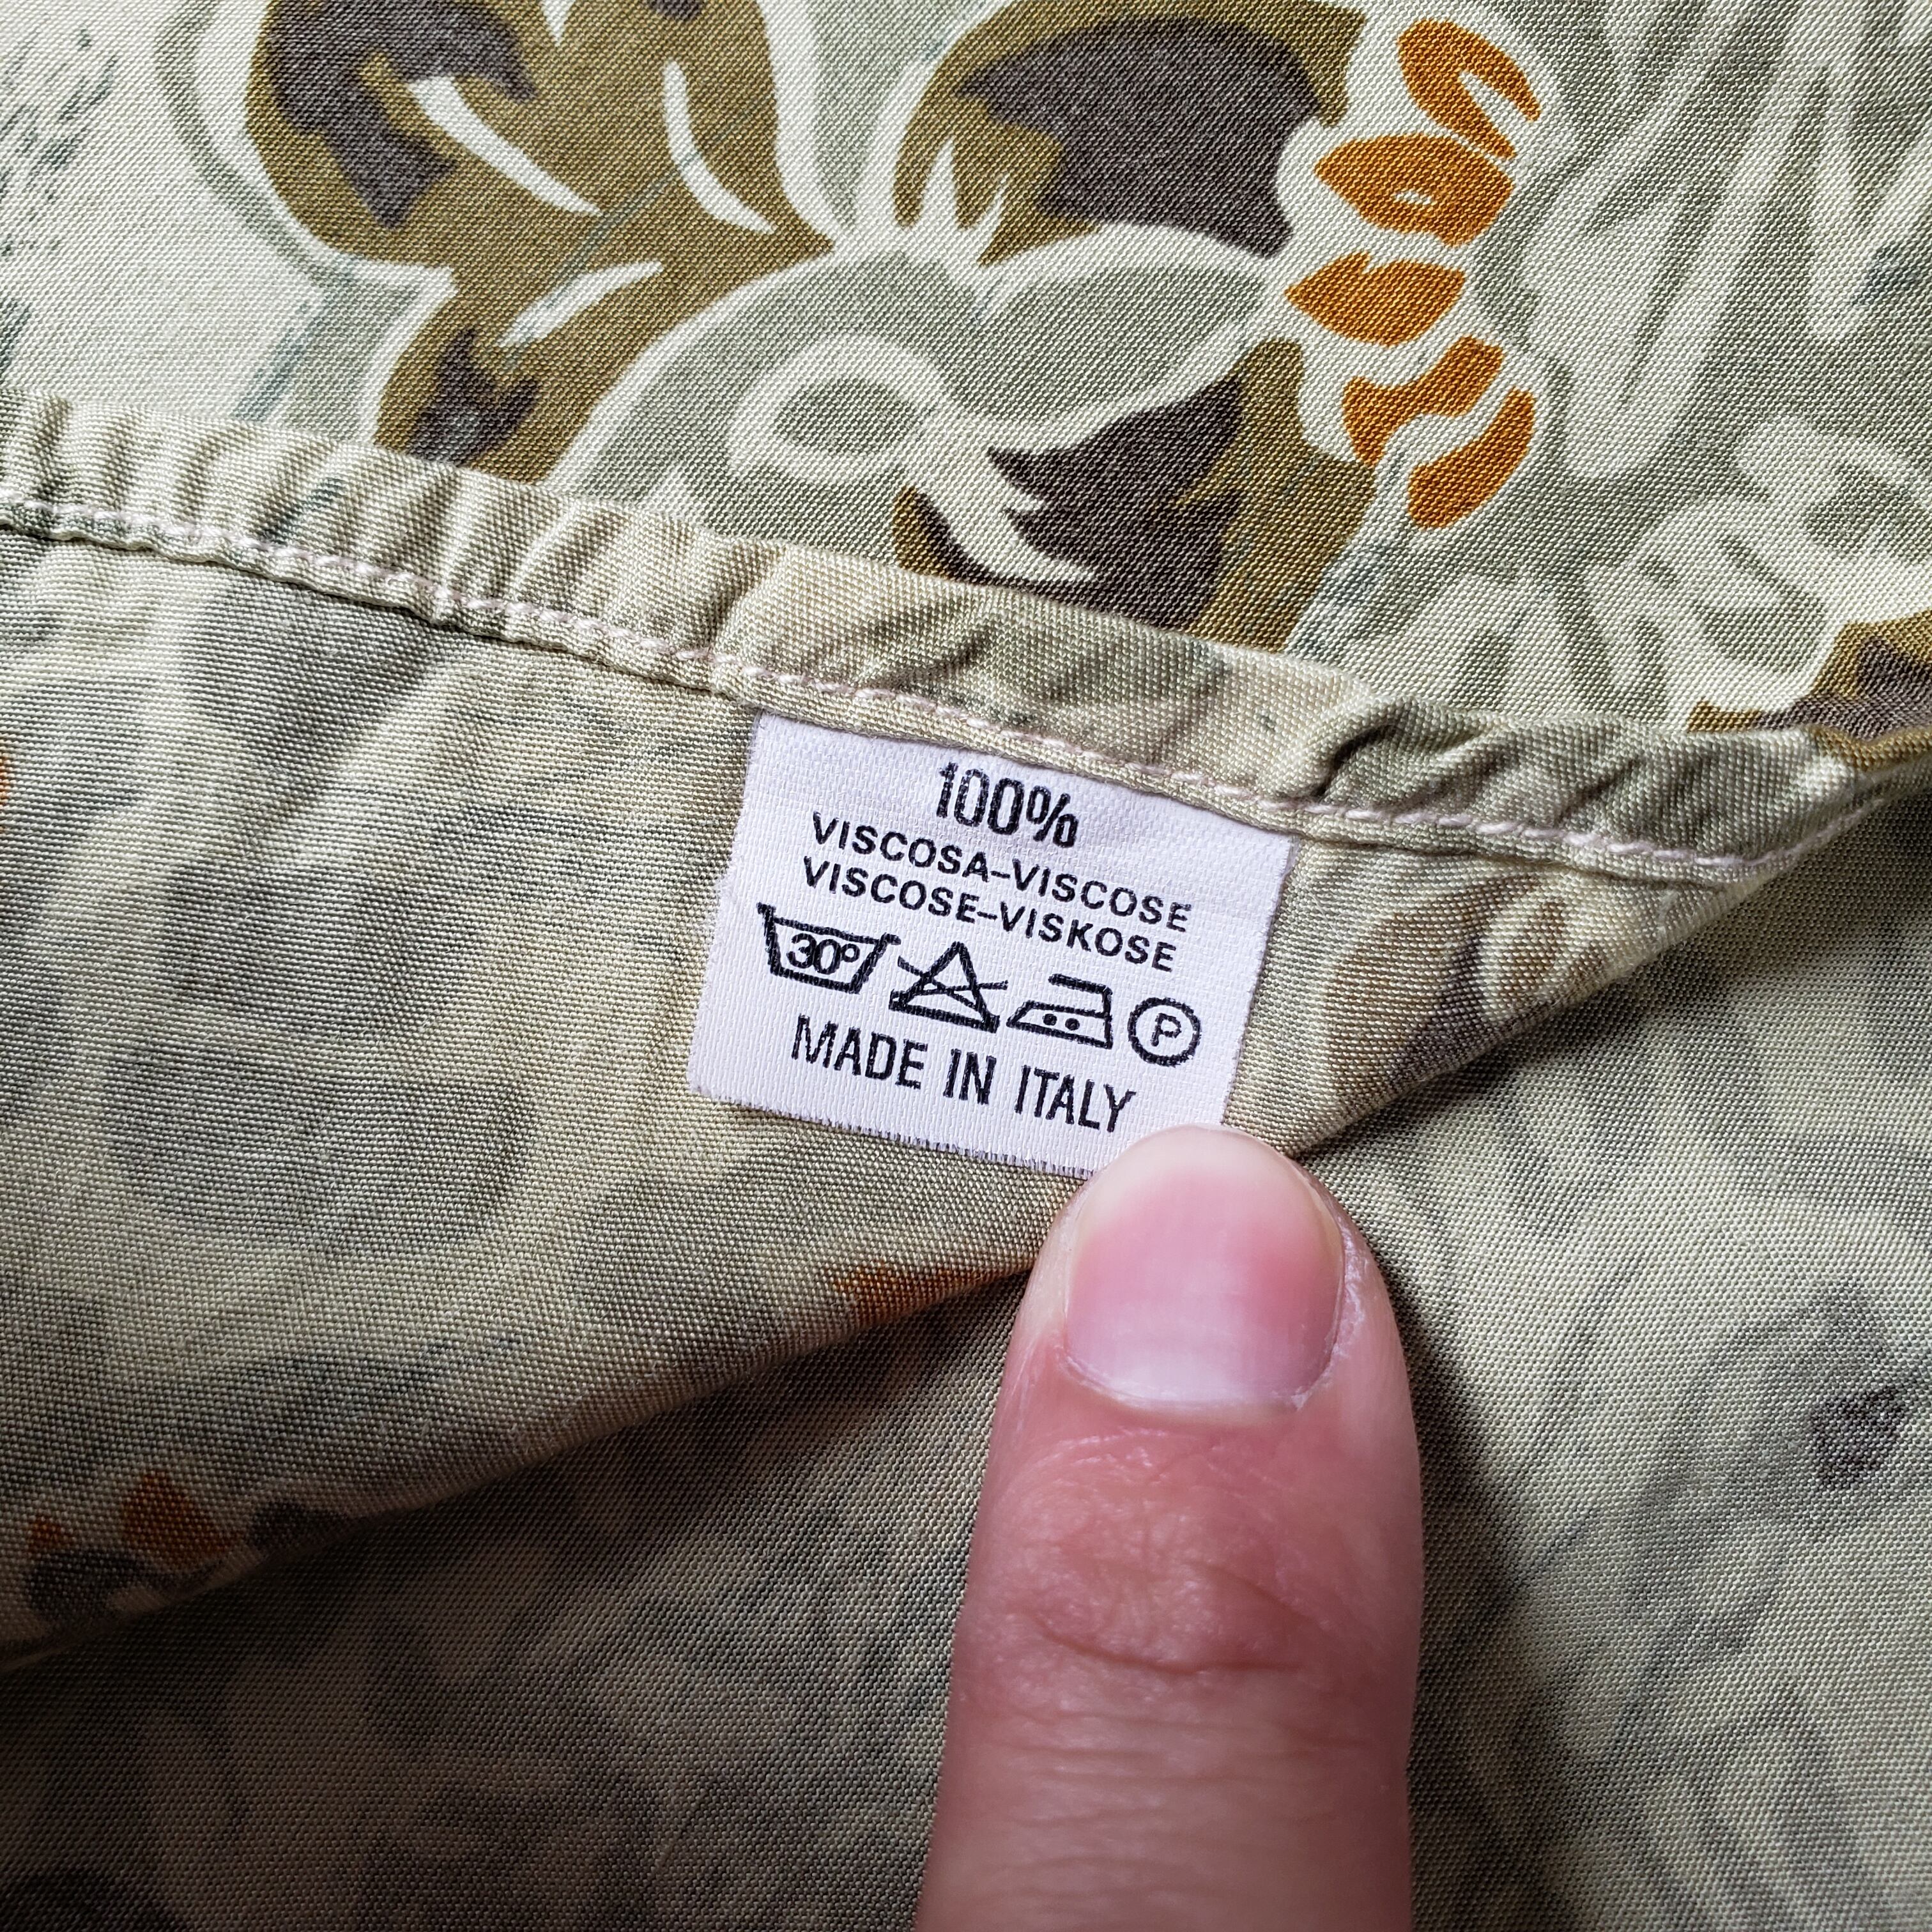 100%
VISCOSA-VISCOSE
VISCOSE-VISKOSE
30° P
MADE IN ITALY